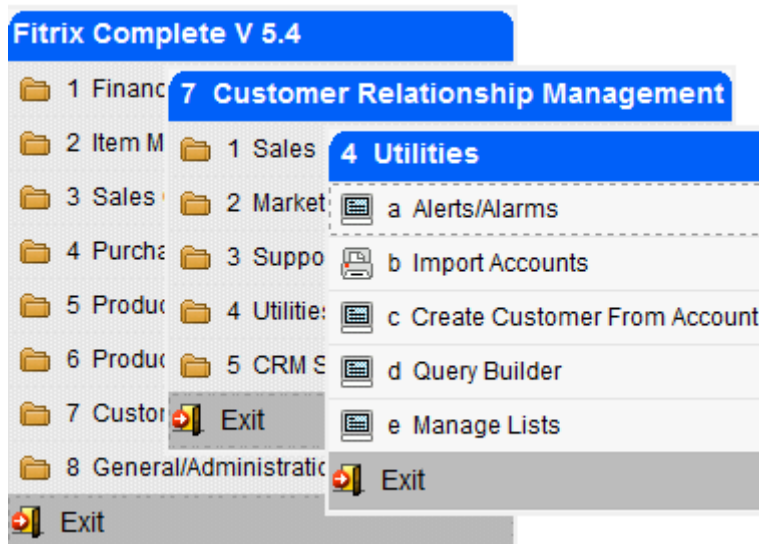 Fitrix Complete V 5.4
1 Financ
2 Item M
3 Sales
4 Purcha
5 Produc
6 Produc
7 Custor
8 General/Administratic
Exit
7 Customer Relationship Management
1 Sales
2 Market
3 Suppo
4 Utilities
5 CRM S
Exit
4 Utilities
a Alerts/Alarms
b Import Accounts
c Create Customer From Account
d Query Builder
e Manage Lists
Exit